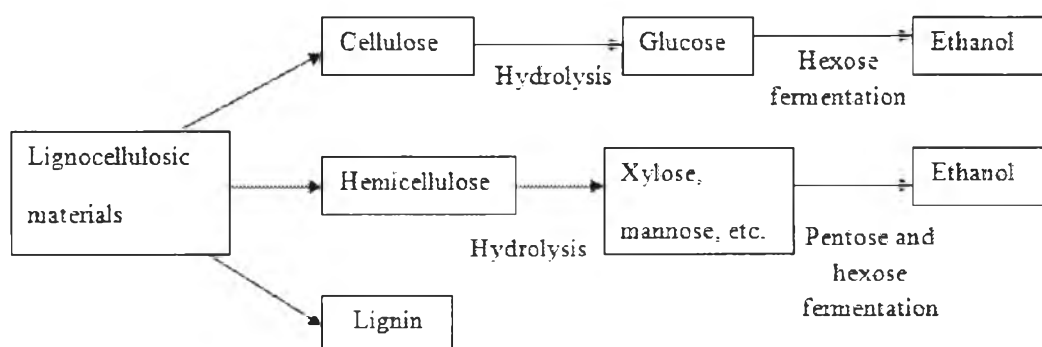 Cellulose
Hydrolysis
Glucose
Hexose
fermentation
Ethanol
Lignocellulosic
materials
Hemicellulose
Hydrolysis
Xylose,
mannose, etc.
Pentose and
hexose
fermentation
Ethanol
Lignin